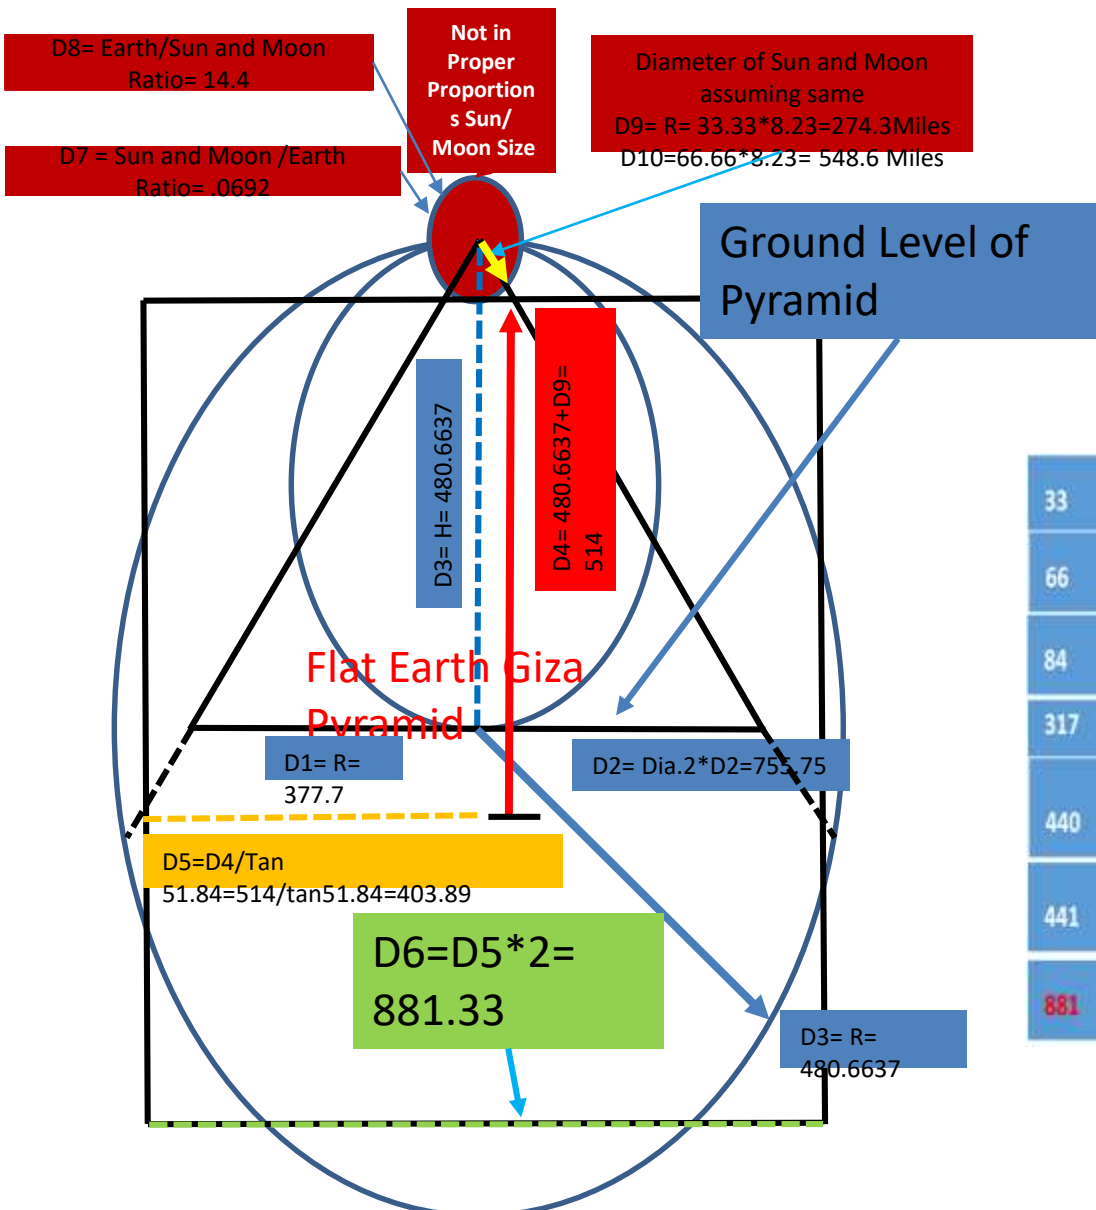 D8= Earth/Sun and Moon
Ratio= 14.4
Not in
Proper
Proportion
s Sun/
Moon Size
Diameter of Sun and Moon
assuming same
D9= R= 33.33*8.23=274.3Miles
D10=66.66*8.23= 548.6 Miles
D7 = Sun and Moon /Earth
Ratio= .0692
Ground Level of
Pyramid
D3= H= 480.6637
D4= 480.6637+D9=
514
33
66
84
317
440
441
881
Flat Earth Giza
Pyramid
D1= R=
377.7
D2= Dia.2*D2=755.75
D5=D4/Tan
51.84=514/tan51.84=403.89
D6=D5*2=
881.33
D3= R=
480.6637